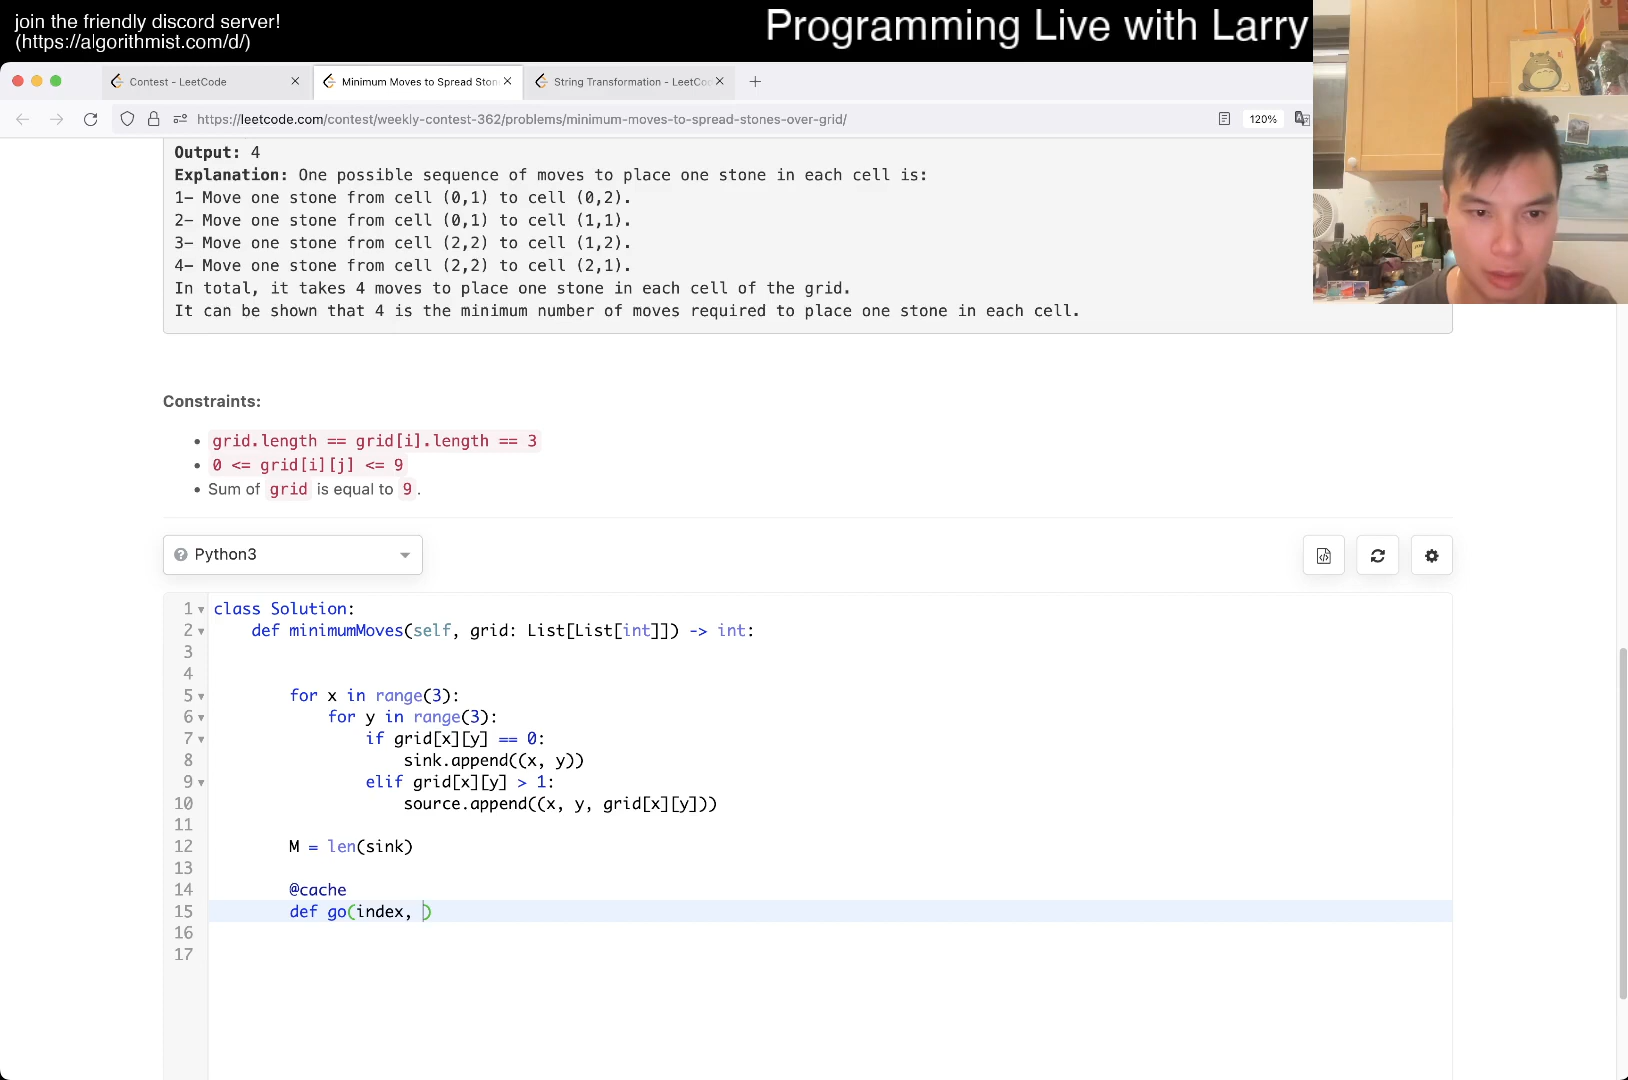 join the friendly discord server!
(https://algorithmist.com/d/)
Programming Live with Larry
Contest - LeetCode
Minimum Moves to Spread Ston
String Transformation - LeetCo
https://leetcode.com/contest/weekly-contest-362/problems/minimum-moves-to-spread-stones-over-grid/
120%
Output: 4
Explanation: One possible sequence of moves to place one stone in each cell is:
1- Move one stone from cell (0,1) to cell (0,2).
2- Move one stone from cell (0,1) to cell (1,1).
3- Move one stone from cell (2,2) to cell (1,2).
4- Move one stone from cell (2,2) to cell (2,1).
In total, it takes 4 moves to place one stone in each cell of the grid.
It can be shown that 4 is the minimum number of moves required to place one stone in each cell.
Constraints:
• grid.length == grid[i].length == 3
• 0 <= grid[i][j] <= 9
• Sum of grid is equal to 9.
Python3
1 class Solution:
2 def minimumMoves(self, grid: List[List[int]]) -> int:
3
4
5 for x in range(3):
6 for y in range(3):
7 if grid[x][y] == 0:
8 sink.append((x, y))
9 elif grid[x][y] > 1:
10 source.append((x, y, grid[x][y]))
11
12 M = len(sink)
13
14 @cache
15 def go(index, )
16
17